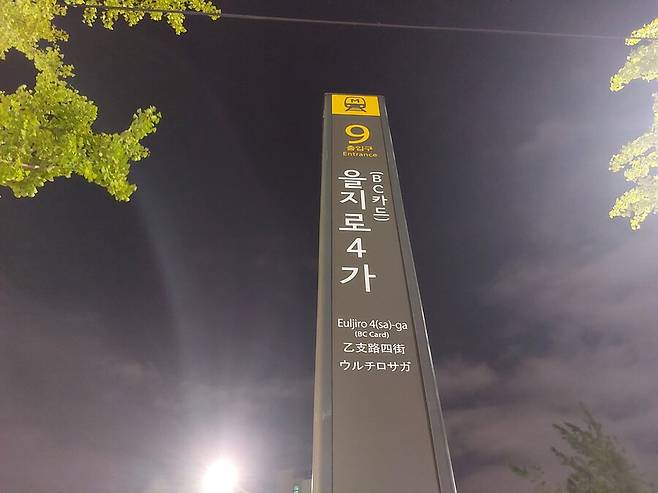 M
9
출입구
Entrance
을지로4가
(BC카드)
Euljiro 4(sa)-ga
(BC Card)
乙支路四街
ウルチロサガ